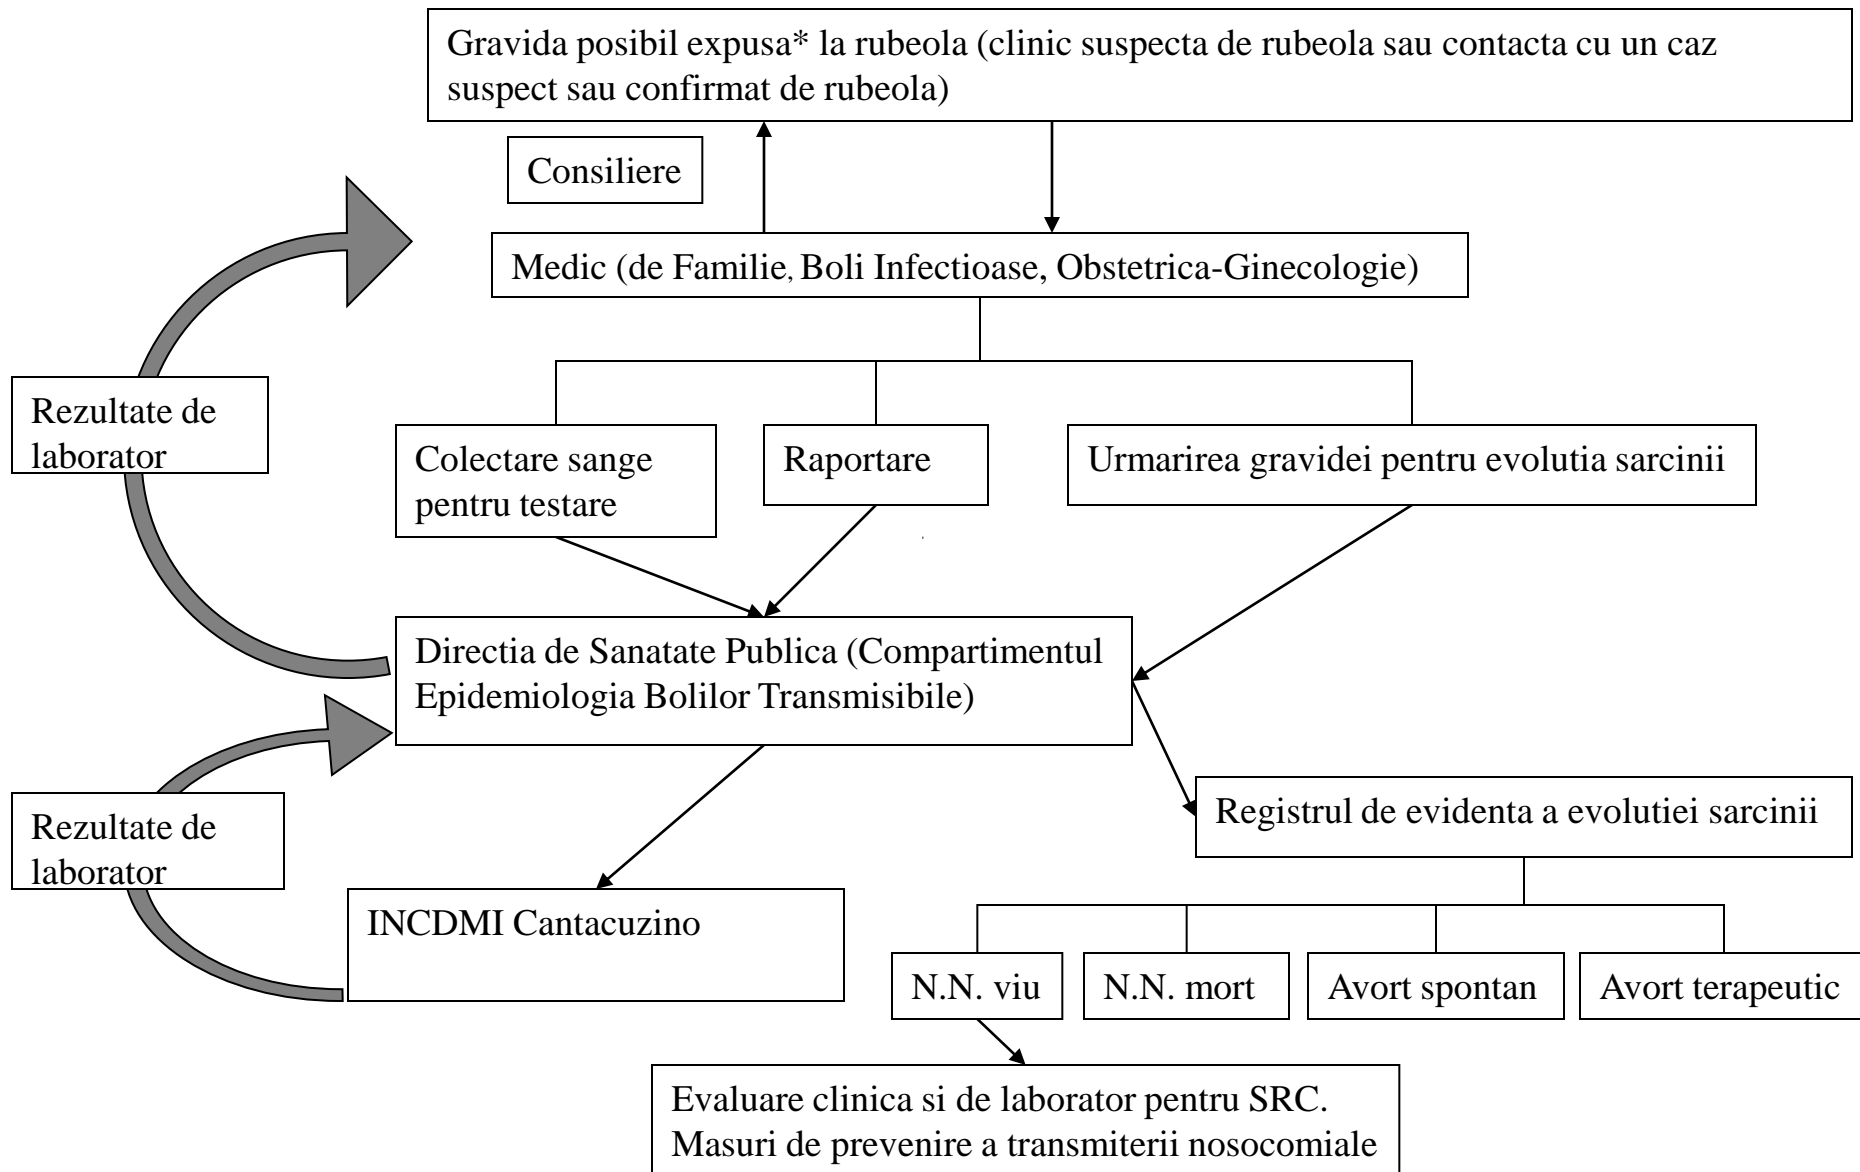 Gravida posibil expusa* la rubeola (clinic suspecta de rubeola sau contacta cu un caz
suspect sau confirmat de rubeola)
Consiliere
Medic (de Familie, Boli Infectioase, Obstetrica-Ginecologie)
Rezultate de
laborator
Colectare sange
pentru testare
Raportare
Urmarirea gravidei pentru evolutia sarcinii
Directia de Sanatate Publica (Compartimentul
Epidemiologia Bolilor Transmisibile)
Rezultate de
laborator
Registrul de evidenta a evolutiei sarcinii
INCDMI Cantacuzino
N.N. viu
N.N. mort
Avort spontan
Avort terapeutic
Evaluare clinica si de laborator pentru SRC.
Masuri de prevenire a transmiterii nosocomiale